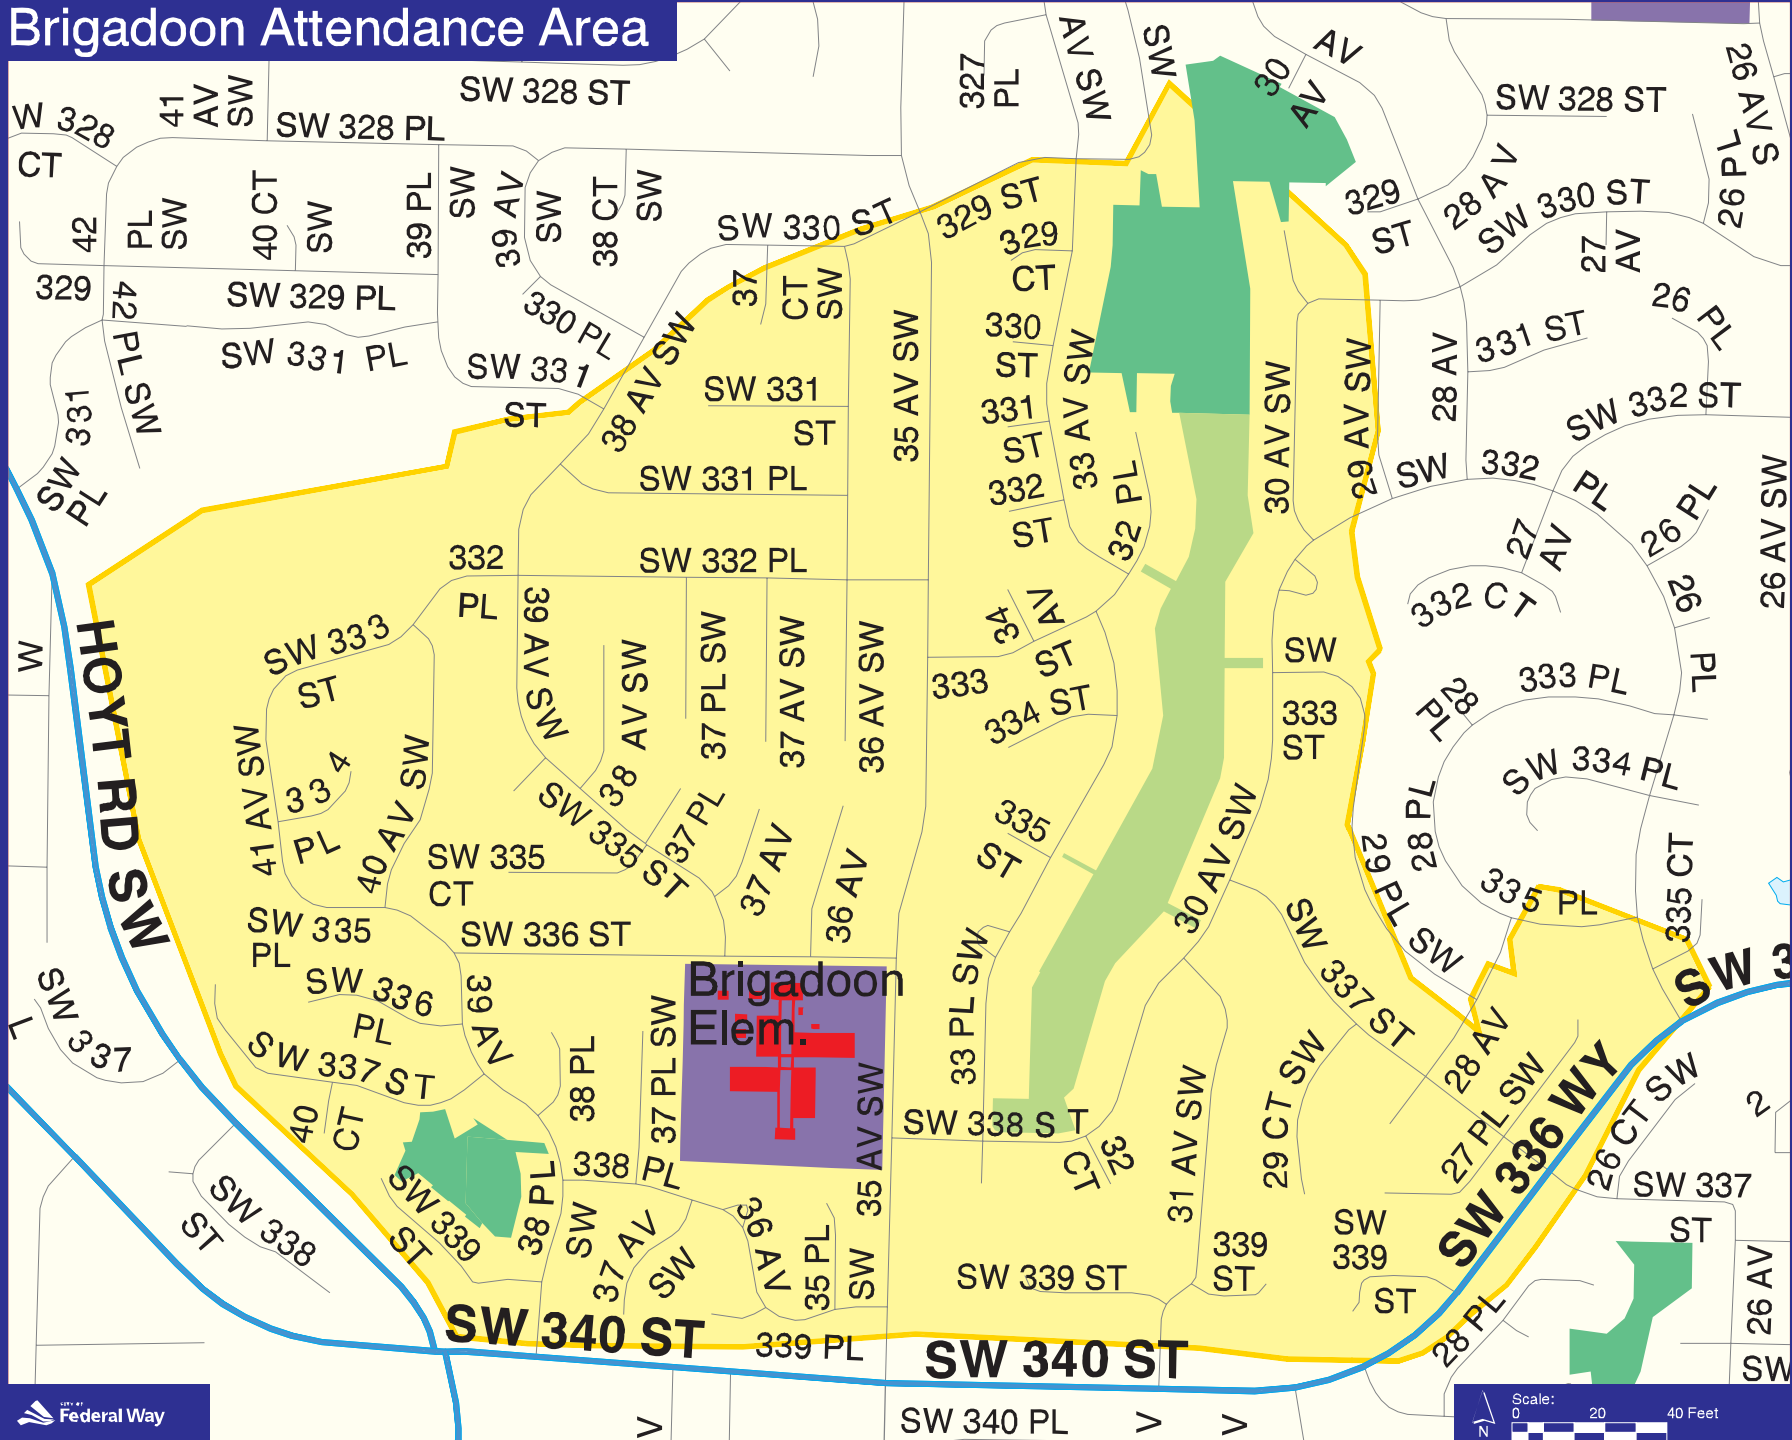 Brigadoon Attendance Area
SW 328 ST
327
PL
AV SW
SW
30
AV
AV
SW 328 ST
26 AV S
W 328
CT
41
AV
SW
SW 328 PL
26 PL
42
PL
SW
40 CT
SW
39 PL
SW
39 AV
SW
38 CT
SW
SW 330 ST
329 ST
329
CT
329
ST
28 AV
SW 330 ST
27
AV
329
42 PL SW
SW 329 PL
330 PL
37
CT
SW
26 PL
SW 331 PL
SW 331
ST
38 AV SW
SW 331
ST
35 AV SW
330
ST
331
ST
332
ST
33 AV SW
32 PL
30 AV SW
29 AV SW
28 AV
331 ST
SW 332 ST
SW 331
PL
SW 331 PL
SW 332 PL
26 PL
27
AV
26 AV SW
332
PL
SW 332 PL
332 CT
26 PL
W
HOYT RD SW
SW 333
ST
39 AV SW
38
AV SW
37 PL SW
37 AV SW
36 AV SW
34
AV
333
ST
334 ST
SW
333
ST
28
PL
333 PL
41 AV SW
334
PL
40 AV SW
SW 335 ST
37 PL
37 AV
36 AV
335
ST
30 AV SW
28 PL
SW 334 PL
SW 335
CT
29 PL SW
335 PL
335 CT
SW 335
PL
SW 336 ST
SW 337 ST
SW 3
SW 337
L
SW 336
PL
39 AV
Brigadoon
Elem.
33 PL SW
SW 337 ST
38 PL
37 PL SW
35 AV SW
28 AV
27 PL SW
SW 336 WY
26 CT SW
2
40
CT
SW 338 ST
32
CT
31 AV SW
29 CT SW
SW 338
ST
SW 339
ST
38 PL
SW
338 PL
37 AV
SW
36 AV
35 PL
SW
SW 337
ST
SW 339 ST
339
ST
SW
339
ST
26 AV
SW 340 ST
339 PL
SW 340 ST
28 PL
SW
CITY OF
Federal Way
V
SW 340 PL
V
V
N
Scale:
0 20 40 Feet